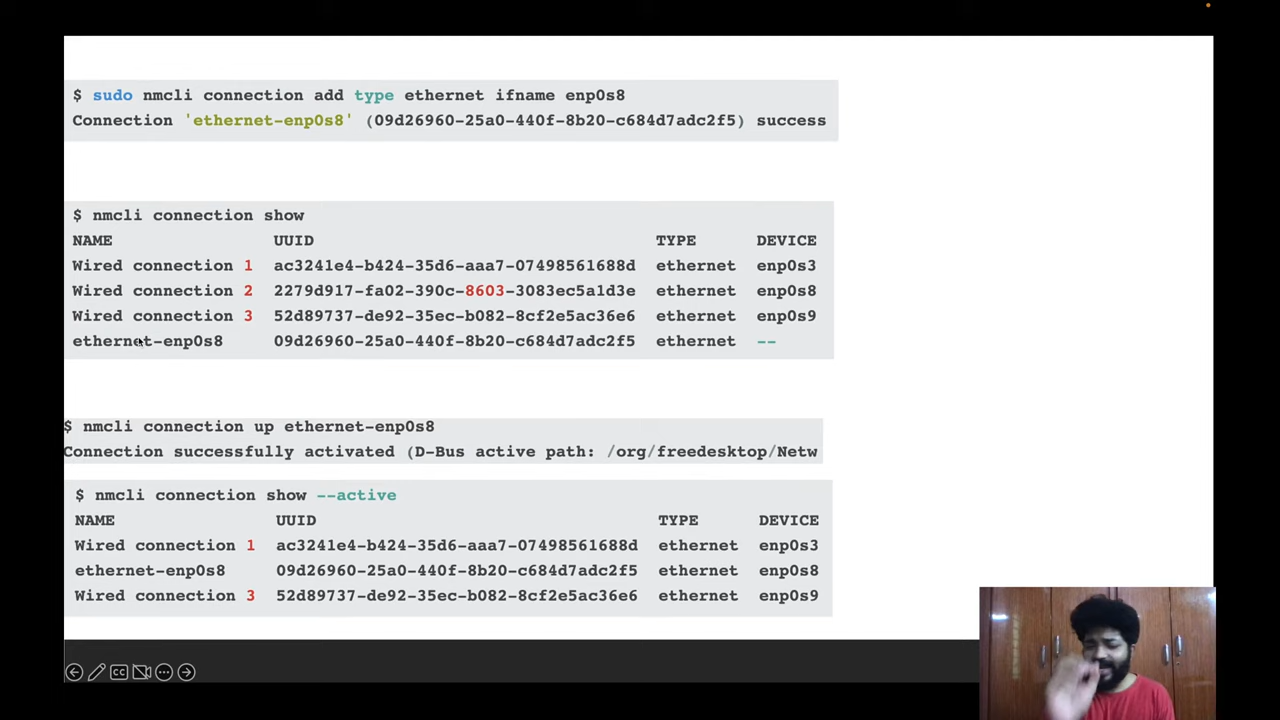 $ sudo nmcli connection add type ethernet ifname enp0s8
Connection 'ethernet-enp0s8' (09d26960-25a0-440f-8b20-c684d7adc2f5) success
$ nmcli connection show
NAME UUID TYPE DEVICE
Wired connection 1 ac3241e4-b424-35d6-aaa7-07498561688d ethernet enp0s3
Wired connection 2 2279d917-fa02-390c-8603-3083ec5a1d3e ethernet enp0s8
Wired connection 3 52d89737-de92-35ec-b082-8cf2e5ac36e6 ethernet enp0s9
ethernet-enp0s8 09d26960-25a0-440f-8b20-c684d7adc2f5 ethernet --
$ nmcli connection up ethernet-enp0s8
Connection successfully activated (D-Bus active path: /org/freedesktop/Netw
$ nmcli connection show --active
NAME UUID TYPE DEVICE
Wired connection 1 ac3241e4-b424-35d6-aaa7-07498561688d ethernet enp0s3
ethernet-enp0s8 09d26960-25a0-440f-8b20-c684d7adc2f5 ethernet enp0s8
Wired connection 3 52d89737-de92-35ec-b082-8cf2e5ac36e6 ethernet enp0s9
CC